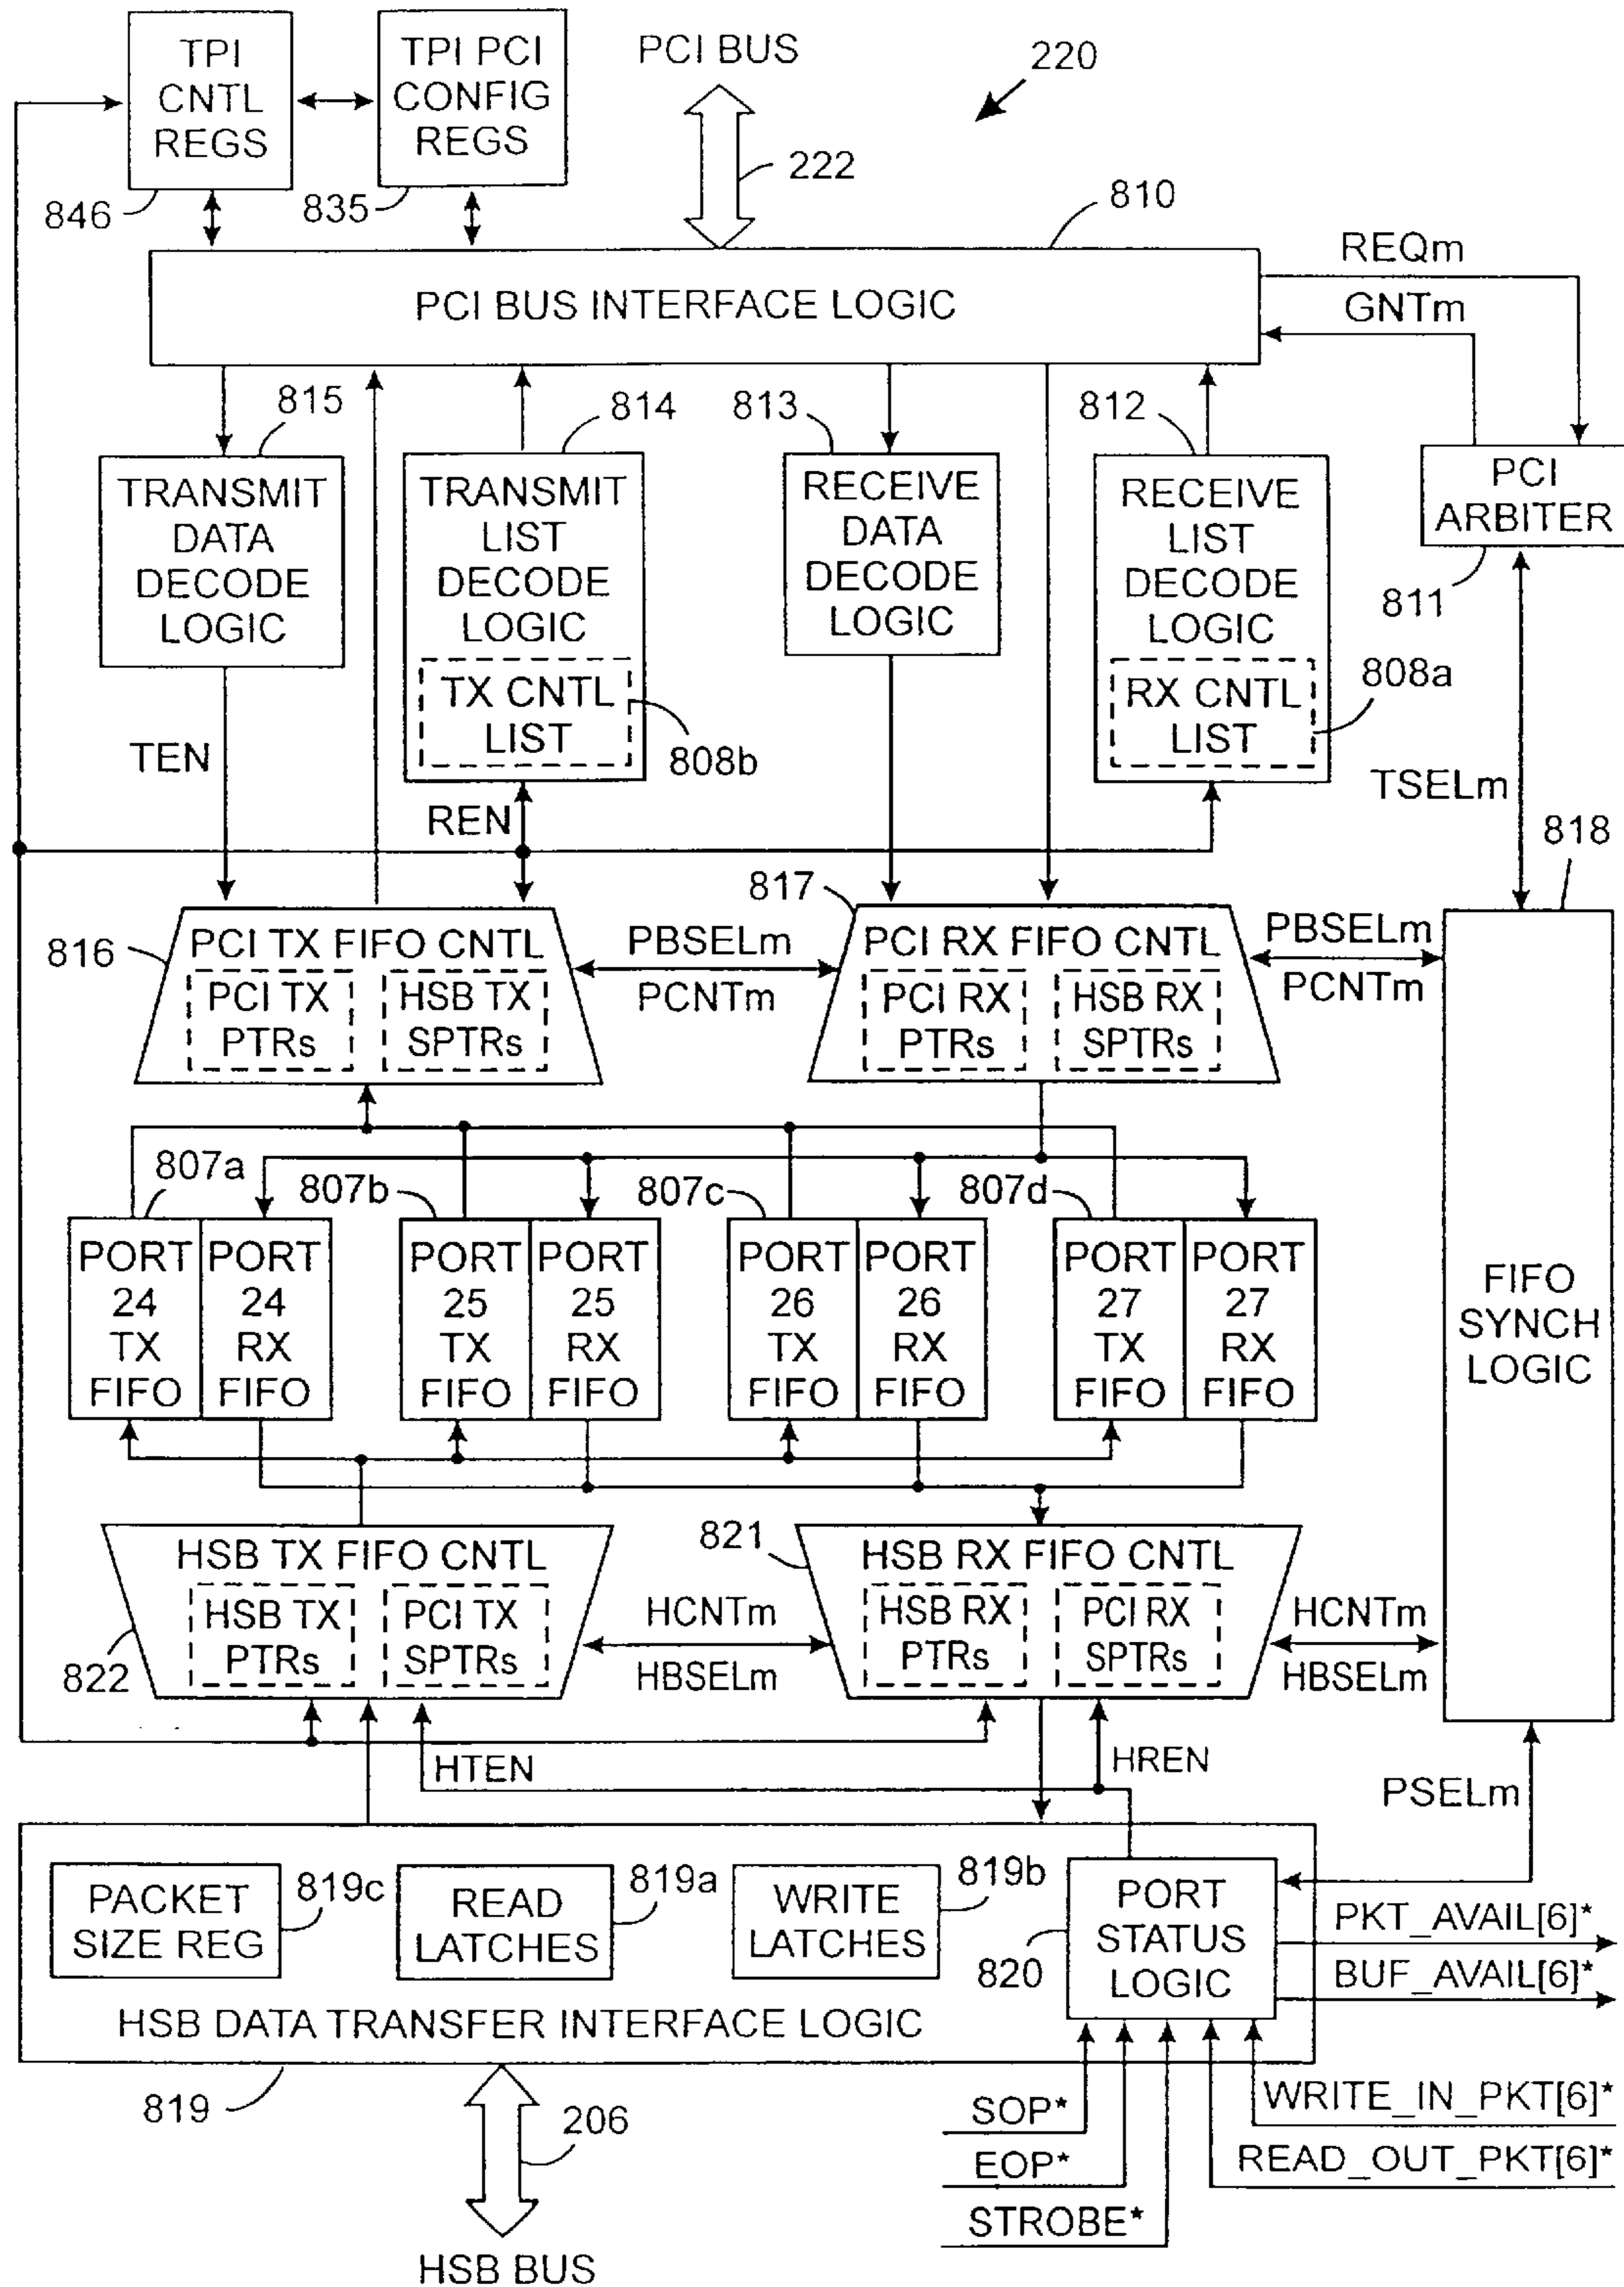 TPI
CNTL
REGS
846
TPI PCI
CONFIG
REGS
835
PCI BUS
222
220
810
PCI BUS INTERFACE LOGIC
REQm
GNTm
815
TRANSMIT
DATA
DECODE
LOGIC
814
TRANSMIT
LIST
DECODE
LOGIC
TX CNTL
LIST
808b
813
RECEIVE
DATA
DECODE
LOGIC
812
RECEIVE
LIST
DECODE
LOGIC
RX CNTL
LIST
808a
PCI
ARBITER
811
TEN
REN
TSELm
818
816
PCI TX FIFO CNTL
PCI TX
PTRs
HSB TX
SPTRs
PBSELm
PCNTm
817
PCI RX FIFO CNTL
PCI RX
PTRs
HSB RX
SPTRs
PBSELm
PCNTm
807a
PORT
24
TX
FIFO
PORT
24
RX
FIFO
807b
PORT
25
TX
FIFO
PORT
25
RX
FIFO
807c
PORT
26
TX
FIFO
PORT
26
RX
FIFO
807d
PORT
27
TX
FIFO
PORT
27
RX
FIFO
FIFO
SYNCH
LOGIC
HSB TX FIFO CNTL
HSB TX
PTRs
PCI TX
SPTRs
822
HCNTm
HBSELm
821
HSB RX FIFO CNTL
HSB RX
PTRs
PCI RX
SPTRs
HCNTm
HBSELm
HTEN
HREN
PSELm
PACKET
SIZE REG
819c
READ
LATCHES
819a
WRITE
LATCHES
819b
820
PORT
STATUS
LOGIC
PKT_AVAIL[6]*
BUF_AVAIL[6]*
HSB DATA TRANSFER INTERFACE LOGIC
819
206
HSB BUS
SOP*
EOP*
STROBE*
WRITE_IN_PKT[6]*
READ_OUT_PKT[6]*